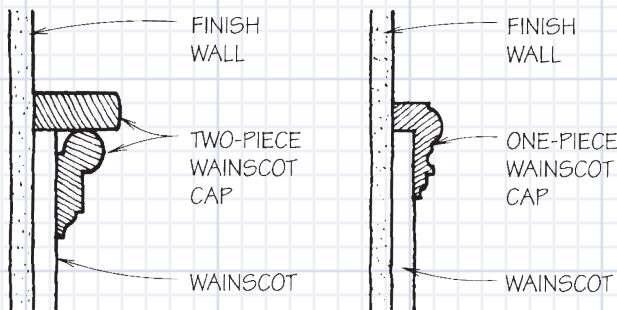 FINISH
WALL
TWO-PIECE
WAINSCOT
CAP
WAINSCOT
FINISH
WALL
ONE-PIECE
WAINSCOT
CAP
WAINSCOT